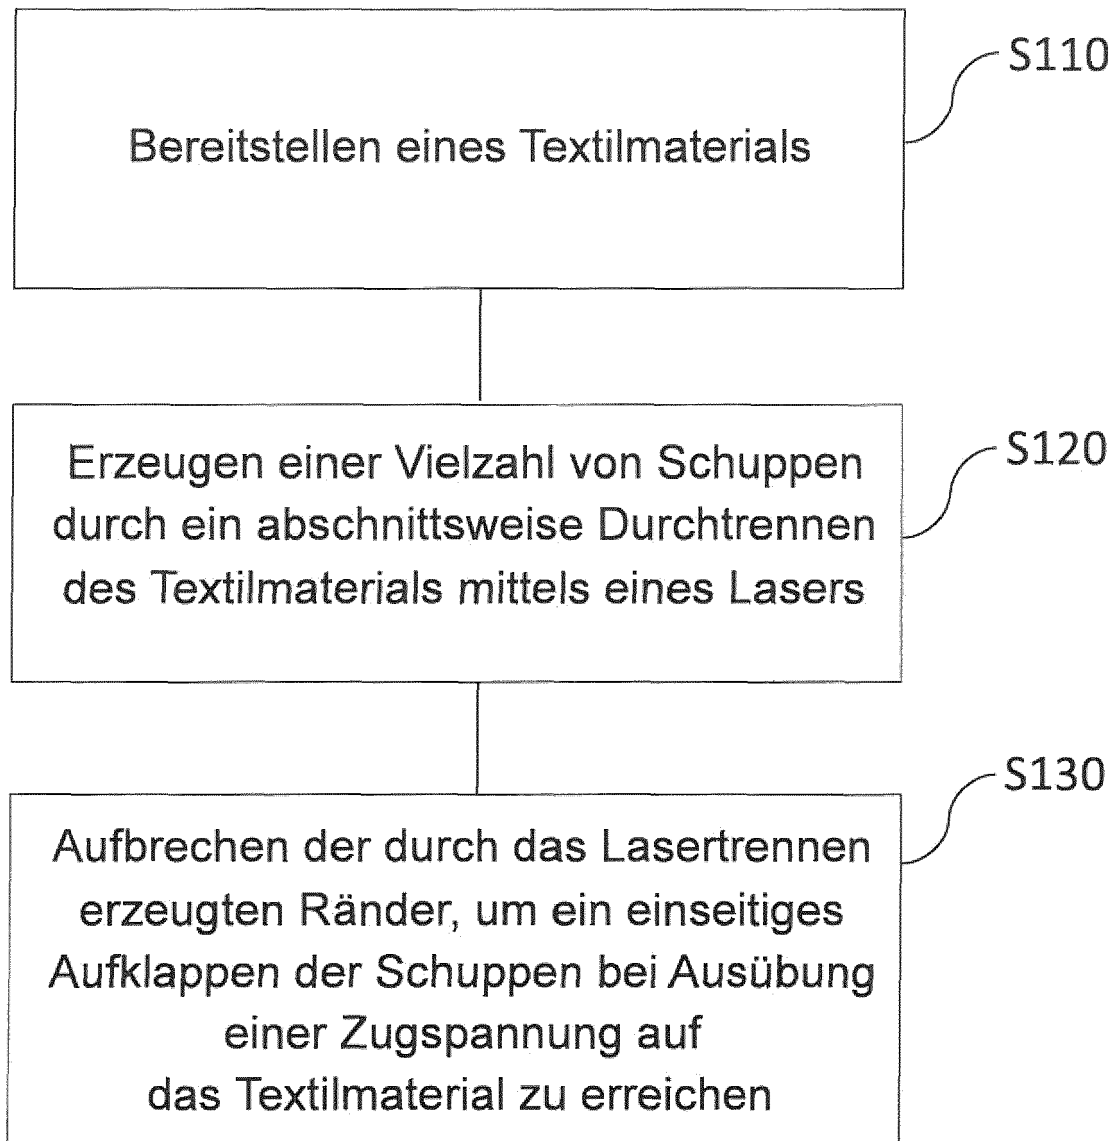 S110
Bereitstellen eines Textilmaterials
S120
Erzeugen einer Vielzahl von Schuppen
durch ein abschnittsweise Durchtrennen
des Textilmaterials mittels eines Lasers
S130
Aufbrechen der durch das Lasertrennen
erzeugten Ränder, um ein einseitiges
Aufklappen der Schuppen bei Ausübung
einer Zugspannung auf
das Textilmaterial zu erreichen